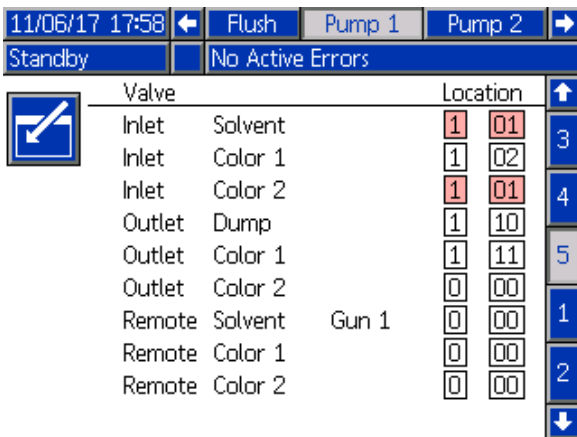 11/06/17 17:58 Flush Pump 1 Pump 2
Standby No Active Errors
Valve Location
Inlet Solvent 1 01
Inlet Color 1 1 02
Inlet Color 2 1 01
Outlet Dump 1 10
Outlet Color 1 1 11
Outlet Color 2 0 00
Remote Solvent Gun 1 0 00
Remote Color 1 0 00
Remote Color 2 0 00
3
4
5
1
2